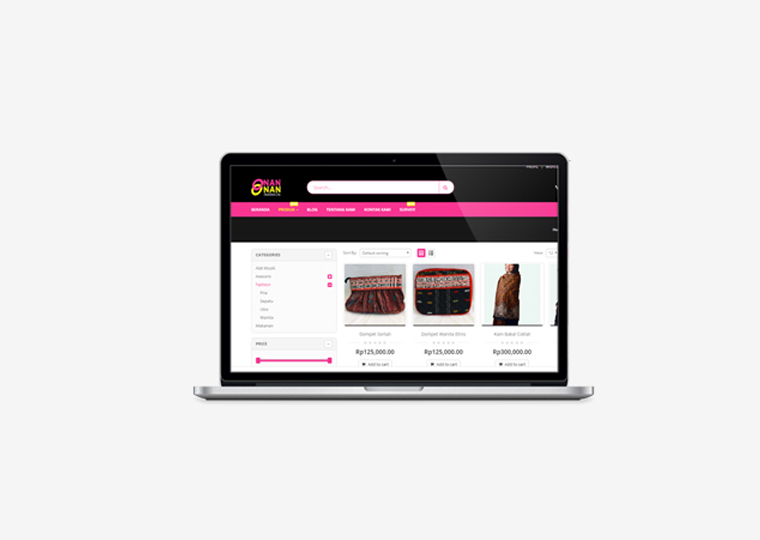 ONAN
ONAN
Search...
BERANDA PRODUK BLOG TENTANG KAMI KONTAK KAMI SURVEY
CATEGORIES
Sort By: Default sorting
View:
Alat Musik
Asesoris
Fashion
Pria
Sepatu
Ulos
Wanita
Makanan
PRICE
Dompet Sortali
Dompet Wanita Etnic
Kain Bakal Coklat
Rp125,000.00
Rp125,000.00
Rp300,000.00
Add to cart
Add to cart
Add to cart